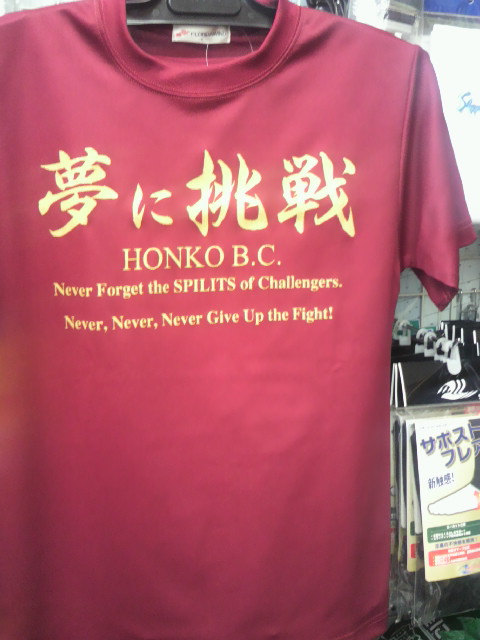 夢に挑戦
HONKO B.C.
Never Forget the SPILITS of Challengers.
Never, Never, Never Give Up the Fight!
サポス
フレ
新触感!